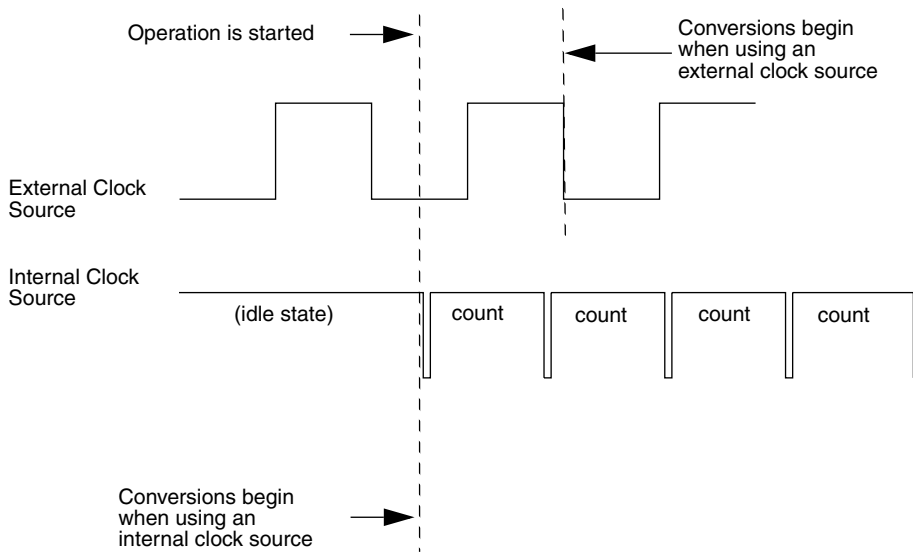 Operation is started
Conversions begin
when using an
external clock source
External Clock
Source
Internal Clock
Source
(idle state)
count
count
count
count
Conversions begin
when using an
internal clock source